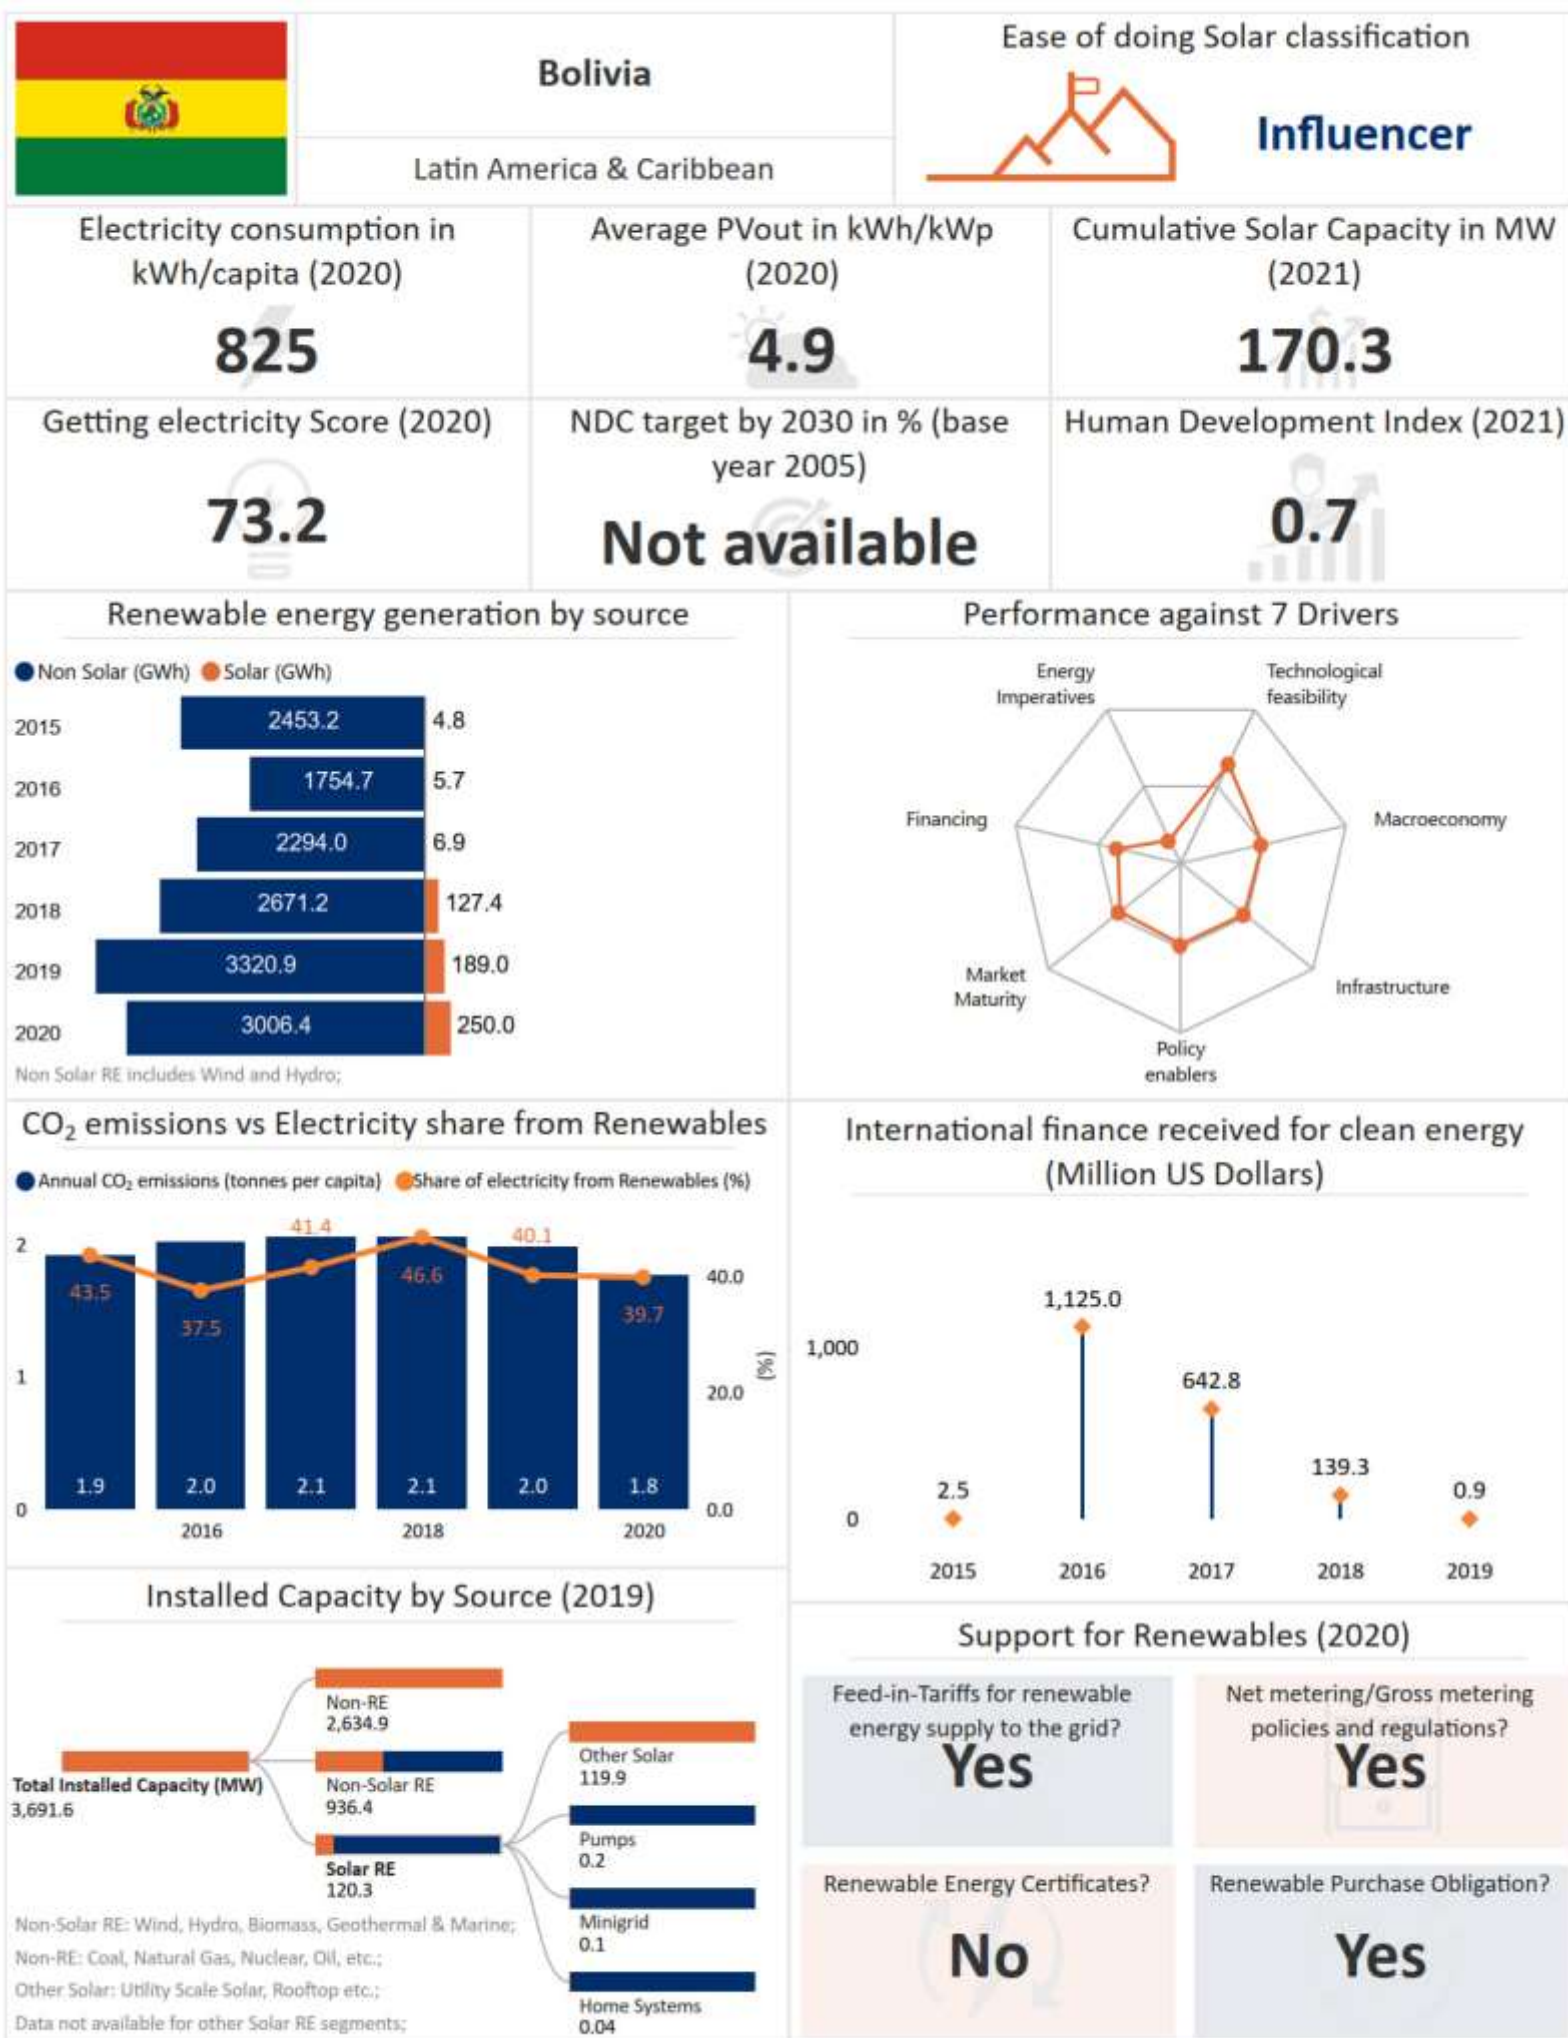 Bolivia
Latin America & Caribbean
Ease of doing Solar classification
Influencer
Electricity consumption in
kWh/capita (2020)
825
Average PVout in kWh/kWp
(2020)
4.9
Cumulative Solar Capacity in MW
(2021)
170.3
Getting electricity Score (2020)
73.2
NDC target by 2030 in % (base
year 2005)
Not available
Human Development Index (2021)
0.7
Renewable energy generation by source
Non Solar (GWh) Solar (GWh)
2015 2453.2 4.8
2016 1754.7 5.7
2017 2294.0 6.9
2018 2671.2 127.4
2019 3320.9 189.0
2020 3006.4 250.0
Non Solar RE includes Wind and Hydro;
Performance against 7 Drivers
Energy
Imperatives
Technological
feasibility
Financing
Macroeconomy
Market
Maturity
Infrastructure
Policy
enablers
CO₂ emissions vs Electricity share from Renewables
Annual CO₂ emissions (tonnes per capita) Share of electricity from Renewables (%)
41.4
40.1
2
43.5
46.6
40.0
37.5
39.7
1
20.0
(%)
1.9 2.0 2.1 2.1 2.0 1.8
0
0.0
2016 2018 2020
International finance received for clean energy
(Million US Dollars)
1,125.0
1,000
642.8
139.3
2.5
0.9
0
2015 2016 2017 2018 2019
Installed Capacity by Source (2019)
Total Installed Capacity (MW)
3,691.6
Non-RE
2,634.9
Non-Solar RE
936.4
Solar RE
120.3
Other Solar
119.9
Pumps
0.2
Minigrid
0.1
Home Systems
0.04
Non-Solar RE: Wind, Hydro, Biomass, Geothermal & Marine;
Non-RE: Coal, Natural Gas, Nuclear, Oil, etc.;
Other Solar: Utility Scale Solar, Rooftop etc.;
Data not available for other Solar RE segments;
Support for Renewables (2020)
Feed-in-Tariffs for renewable
energy supply to the grid?
Yes
Net metering/Gross metering
policies and regulations?
Yes
Renewable Energy Certificates?
No
Renewable Purchase Obligation?
Yes